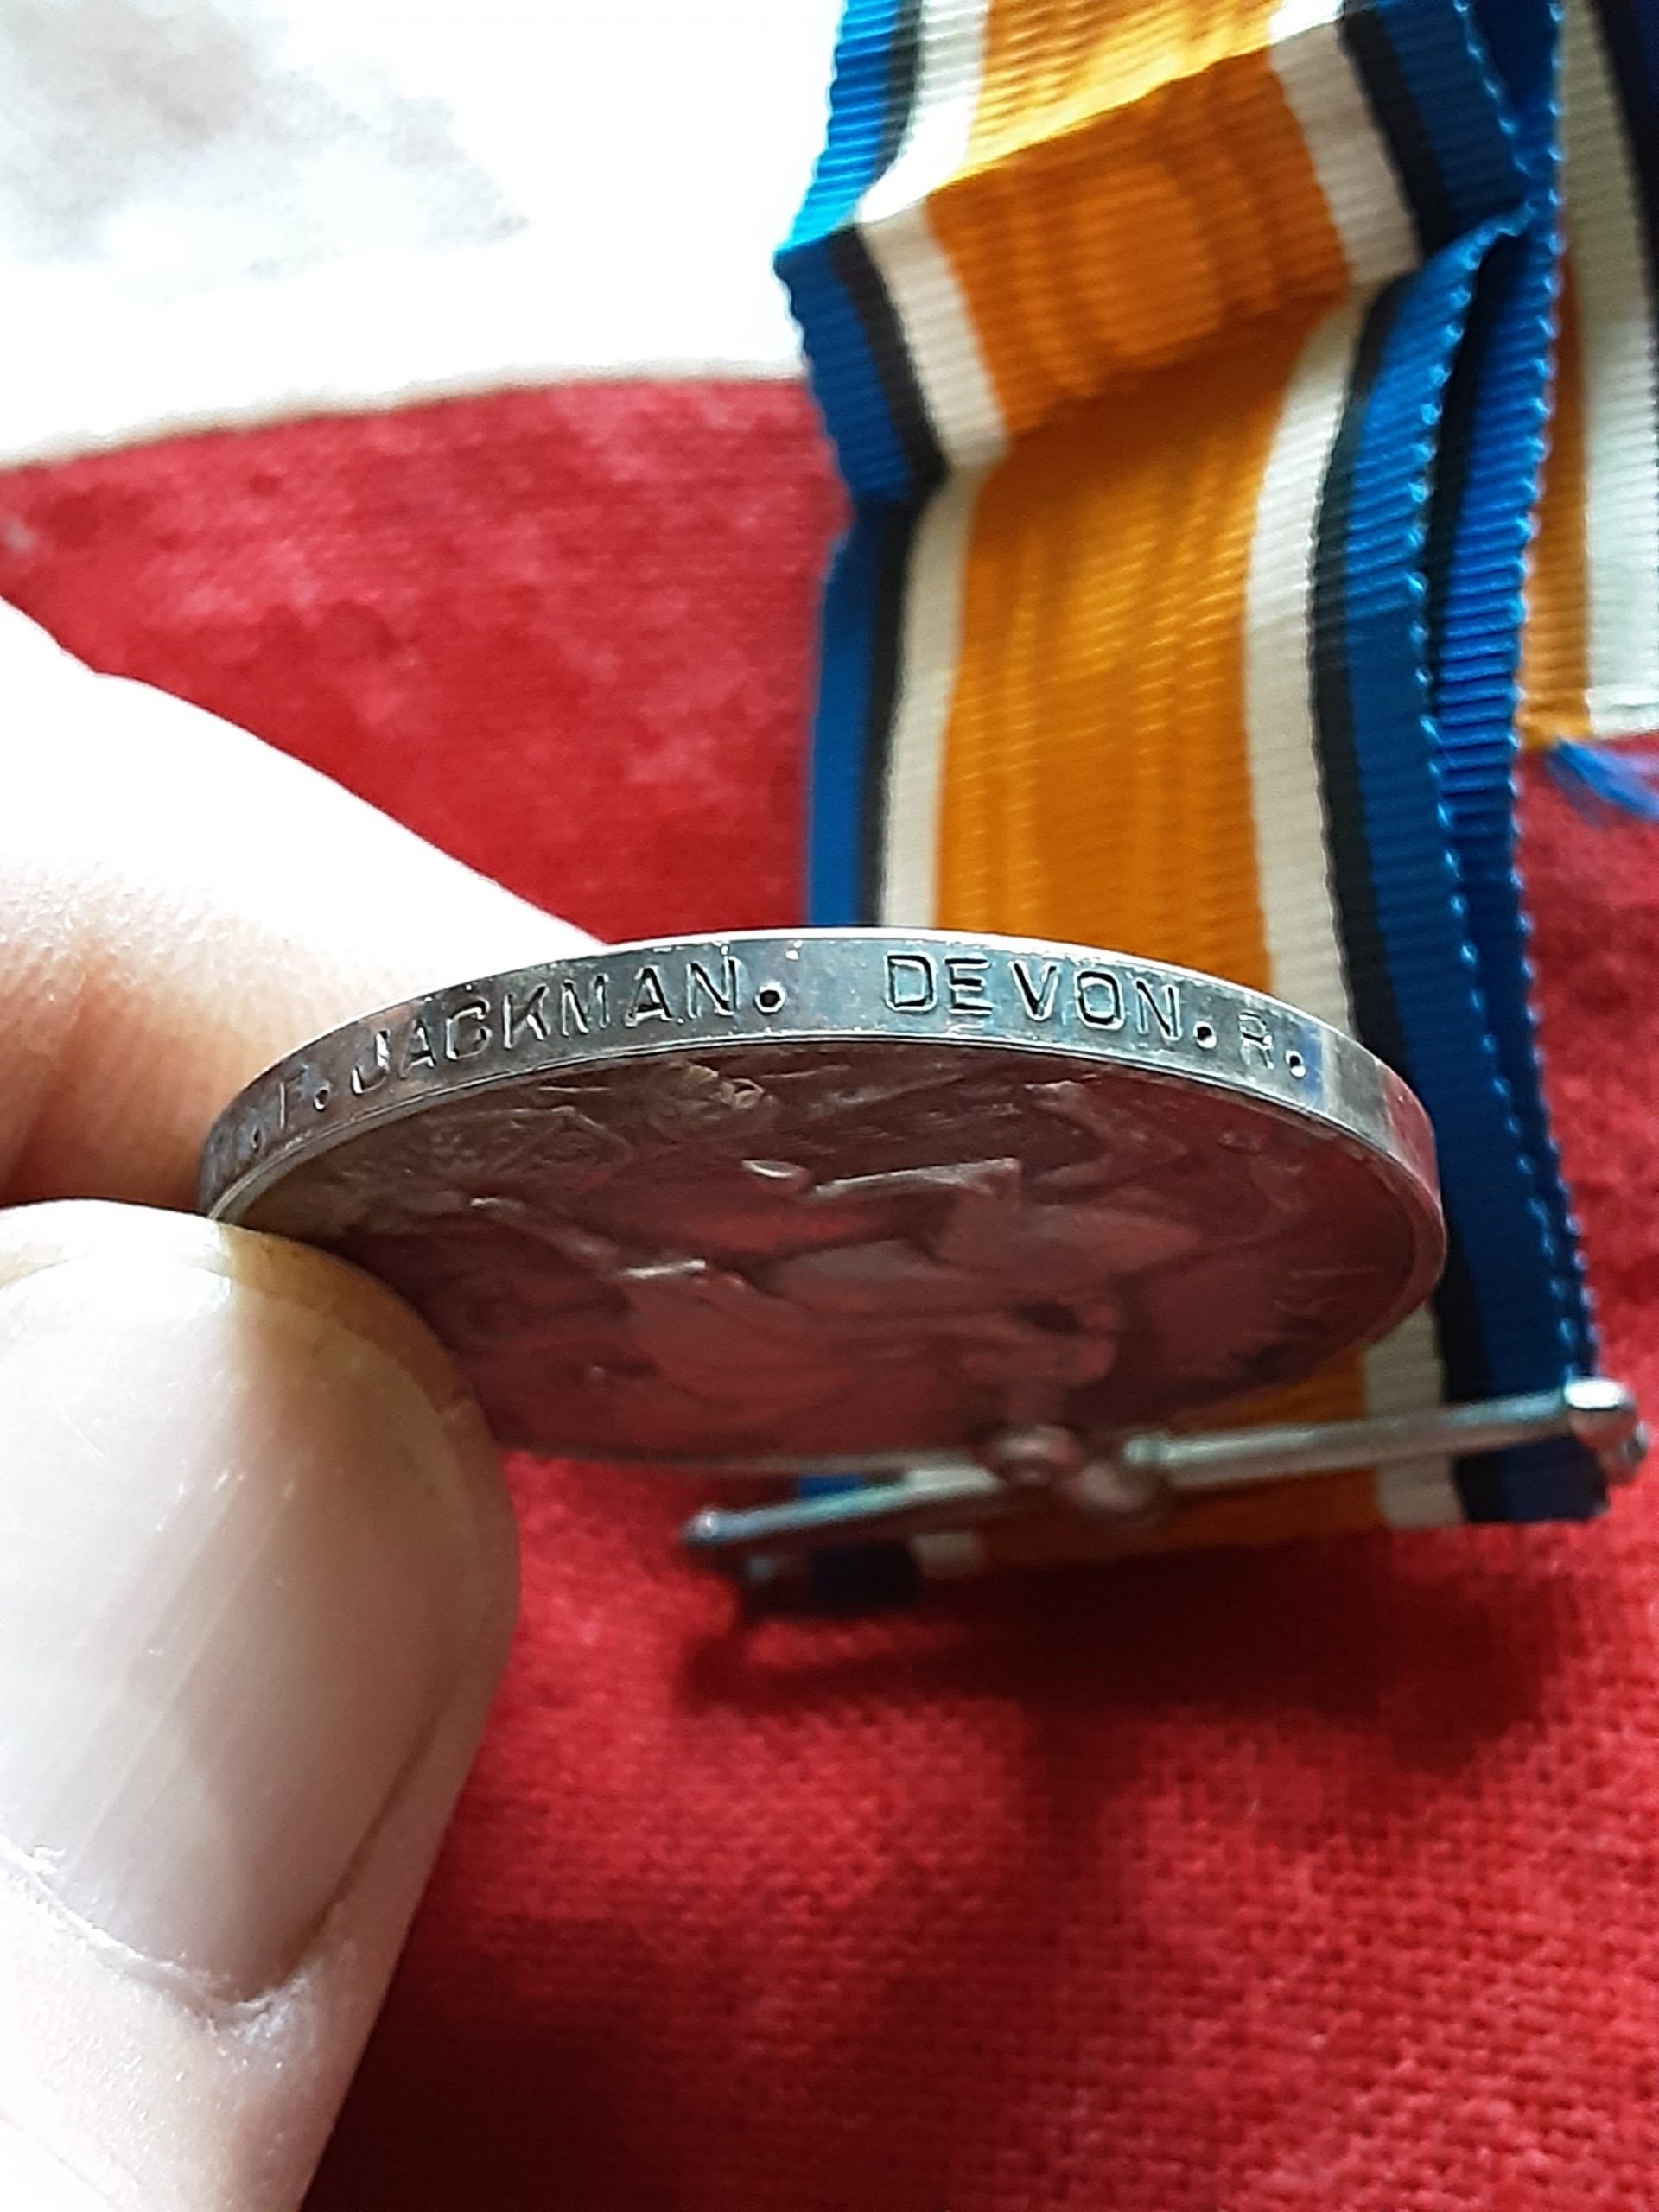 JACKMAN. DEVON. R.